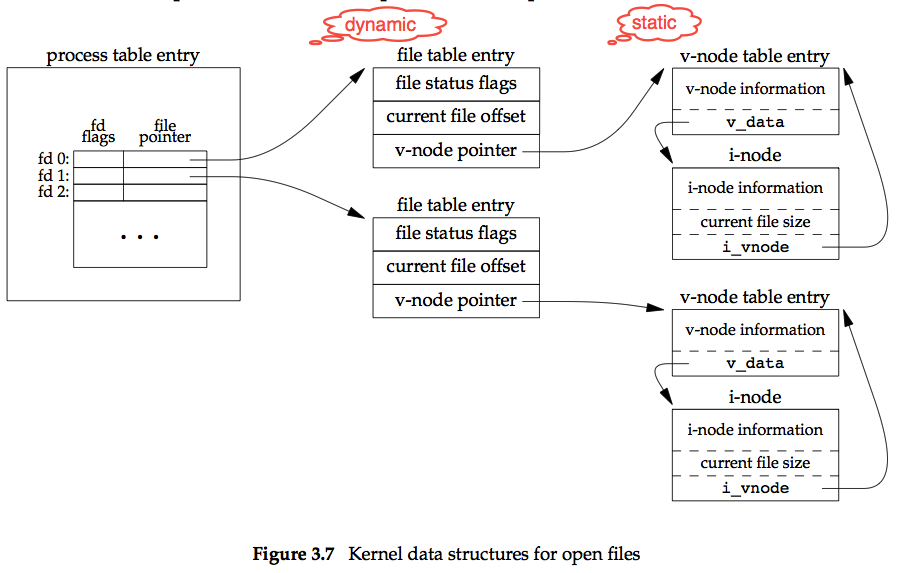 dynamic
static
process table entry
fd
flags
file
pointer
fd 0:
fd 1:
fd 2:
. . .
file table entry
file status flags
current file offset
v-node pointer
file table entry
file status flags
current file offset
v-node pointer
v-node table entry
v-node information
v_data
i-node
i-node information
current file size
i_vnode
v-node table entry
v-node information
v_data
i-node
i-node information
current file size
i_vnode
Figure 3.7 Kernel data structures for open files